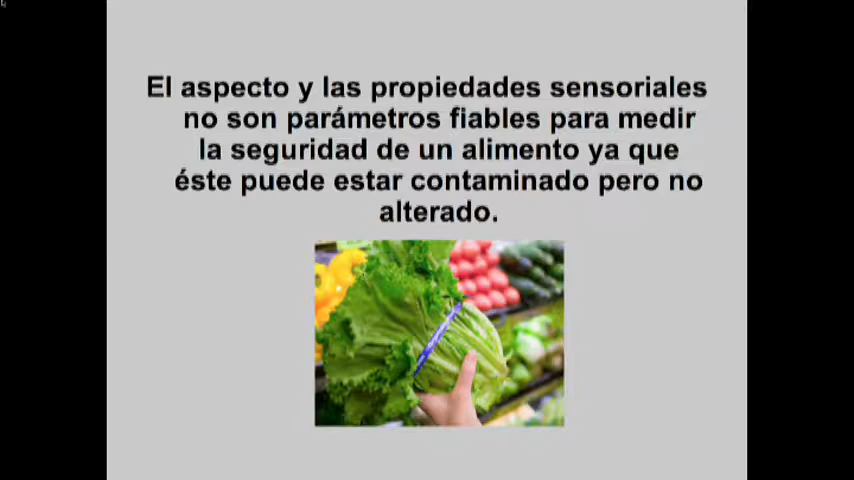 El aspecto y las propiedades sensoriales
no son parámetros fiables para medir
la seguridad de un alimento ya que
éste puede estar contaminado pero no
alterado.